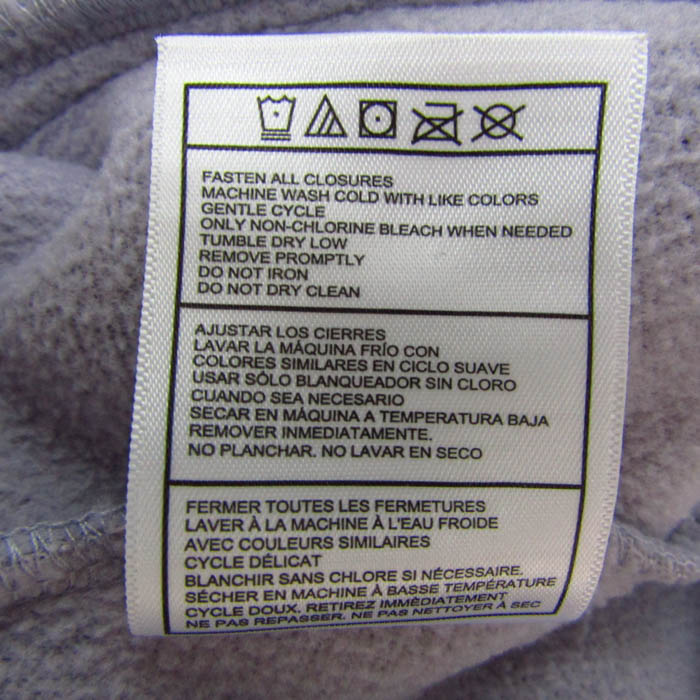 FASTEN ALL CLOSURES
MACHINE WASH COLD WITH LIKE COLORS
GENTLE CYCLE
ONLY NON-CHLORINE BLEACH WHEN NEEDED
TUMBLE DRY LOW
REMOVE PROMPTLY
DO NOT IRON
DO NOT DRY CLEAN
AJUSTAR LOS CIERRES
LAVAR LA MÁQUINA FRÍO CON
COLORES SIMILARES EN CICLO SUAVE
USAR SÓLO BLANQUEADOR SIN CLORO
CUANDO SEA NECESARIO
SECAR EN MÁQUINA A TEMPERATURA BAJA
REMOVER INMEDIATAMENTE.
NO PLANCHAR. NO LAVAR EN SECO
FERMER TOUTES LES FERMETURES
LAVER À LA MACHINE À L'EAU FROIDE
AVEC COULEURS SIMILAIRES
CYCLE DÉLICAT
BLANCHIR SANS CHLORE SI NÉCESSAIRE.
SÉCHER EN MACHINE À BASSE TEMPÉRATURE
CYCLE DOUX. RETIREZ IMMÉDIATEMENT
NE PAS REPASSER. NE PAS NETTOYER À SEC